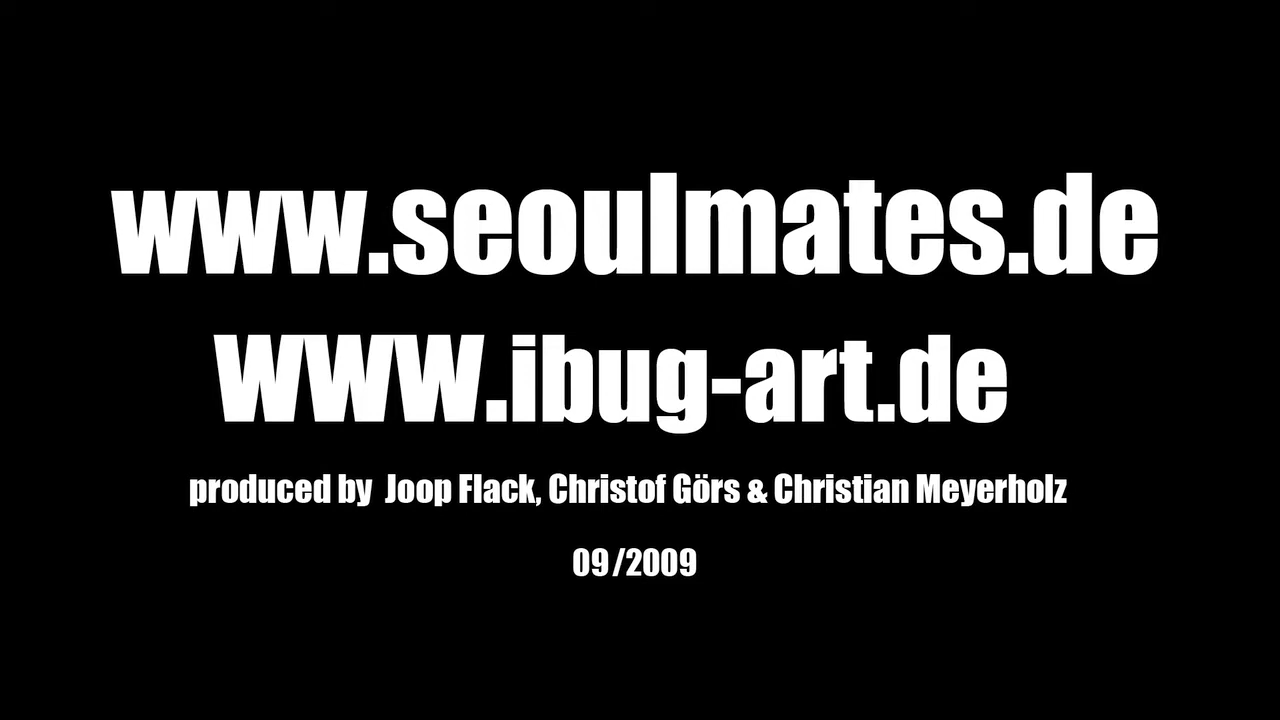 www.seoulmates.de
WWW.ibug-art.de
produced by Joop Flack, Christof Görs & Christian Meyerholz
09/2009